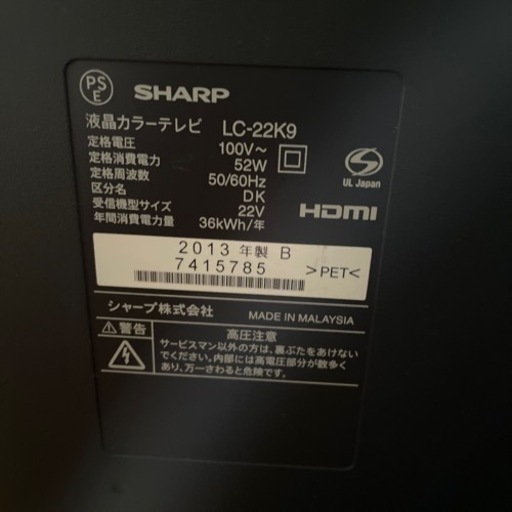 PS E SHARP
液晶カラーテレビ LC-22K9
定格電圧 100V～
定格消費電力 52W
定格周波数 50/60Hz
区分名 DK
受信機型サイズ 22V
年間消費電力量 36kWh/年
UL Japan
HDMI
2013 年製 B
7415785
>PET<
シャープ株式会社 MADE IN MALAYSIA
警告 高圧注意
サービスマン以外の方は、裏ぶたをあけない
でください。内部には高電圧部分が数多く
あり、万一さわると危険です。